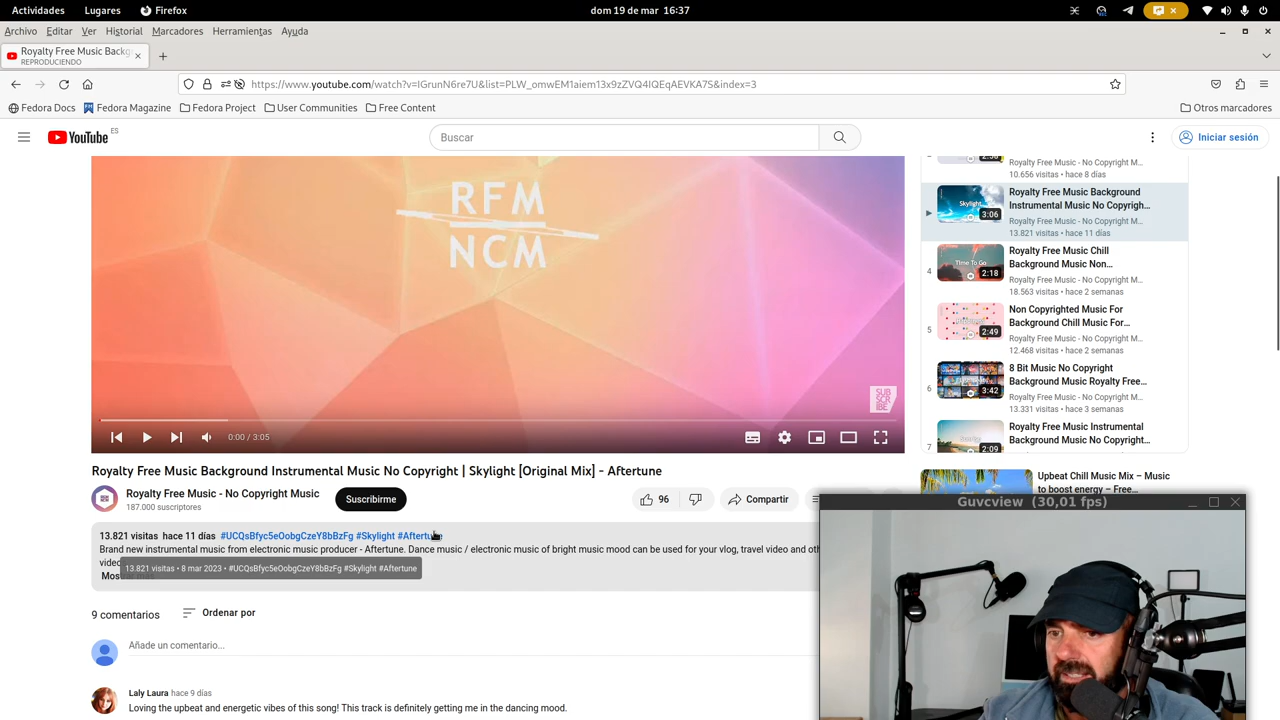 Actividades Lugares Firefox dom 19 de mar 16:37
Archivo Editar Ver Historial Marcadores Herramientas Ayuda
Royalty Free Music Backg
REPRODUCIENDO
https://www.youtube.com/watch?v=IGrunN6re7U&list=PLW_omwEM1aiem13x9zZVQ4IQEqAEVKA7S&index=3
Fedora Docs Fedora Magazine Fedora Project User Communities Free Content Otros marcadores
YouTube ES Buscar Iniciar sesión
RFM
NCM
SUB
SCR
IBE
0:00 / 3:05
Royalty Free Music - No Copyright M...
10.656 visitas • hace 8 días
Skylight
3:06
Royalty Free Music Background
Instrumental Music No Copyrigh...
Royalty Free Music - No Copyright M...
13.821 visitas • hace 11 días
4
Time To Go
2:18
Royalty Free Music Chill
Background Music Non...
Royalty Free Music - No Copyright M...
18.563 visitas • hace 2 semanas
5
2:49
Non Copyrighted Music For
Background Chill Music For...
Royalty Free Music - No Copyright M...
12.468 visitas • hace 2 semanas
6
3:42
8 Bit Music No Copyright
Background Music Royalty Free...
Royalty Free Music - No Copyright M...
13.331 visitas • hace 3 semanas
7
2:09
Royalty Free Music Instrumental
Background Music No Copyright...
Upbeat Chill Music Mix – Music
to boost energy – Free...
Royalty Free Music Background Instrumental Music No Copyright | Skylight [Original Mix] - Aftertune
Royalty Free Music - No Copyright Music
187.000 suscriptores
Suscribirme
96
Compartir
13.821 visitas hace 11 días #UCQsBfyc5eOobgCzeY8bBzFg #Skylight #Aftertune
Brand new instrumental music from electronic music producer - Aftertune. Dance music / electronic music of bright music mood can be used for your vlog, travel video and oth
video
13.821 visitas • 8 mar 2023 • #UCQsBfyc5eOobgCzeY8bBzFg #Skylight #Aftertune
9 comentarios Ordenar por
Añade un comentario...
Laly Laura hace 9 días
Loving the upbeat and energetic vibes of this song! This track is definitely getting me in the dancing mood.
Guvcview (30,01 fps)